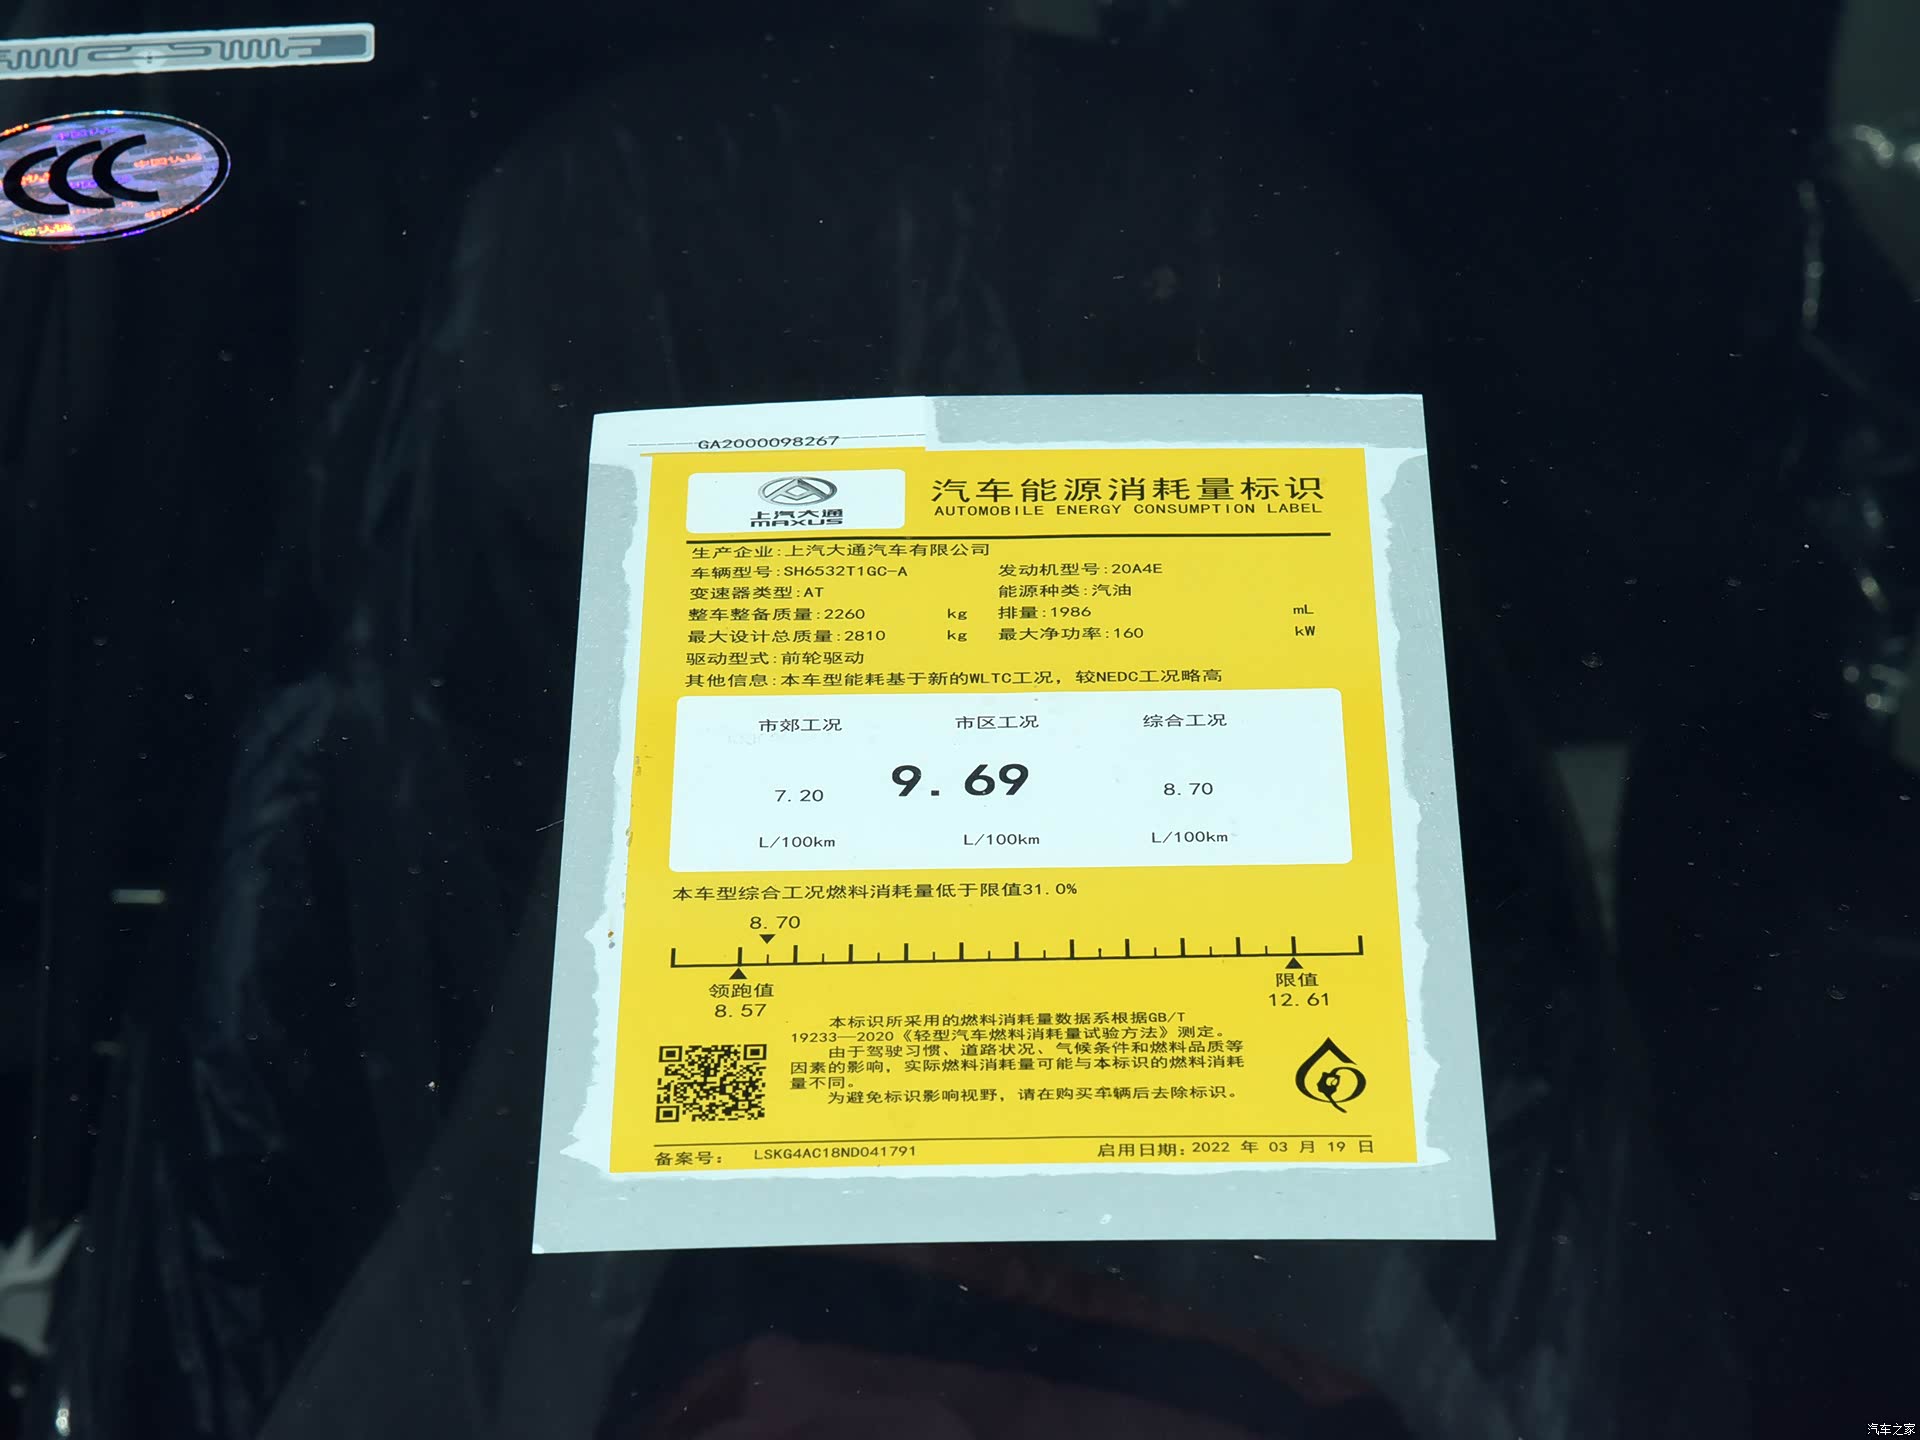 CCC
GA2000098267
上汽大通
MAXUS
汽车能源消耗量标识
AUTOMOBILE ENERGY CONSUMPTION LABEL
生产企业:上汽大通汽车有限公司
车辆型号:SH6532T1GC-A 发动机型号:20A4E
变速器类型:AT 能源种类:汽油
整车整备质量:2260 kg 排量:1986 mL
最大设计总质量:2810 kg 最大净功率:160 kW
驱动型式:前轮驱动
其他信息:本车型能耗基于新的WLTC工况，较NEDC工况略高
市郊工况 市区工况 综合工况
7.20 9.69 8.70
L/100km L/100km L/100km
本车型综合工况燃料消耗量低于限值31.0%
8.70
领跑值 限值
8.57 12.61
本标识所采用的燃料消耗量数据系根据GB/T
19233—2020《轻型汽车燃料消耗量试验方法》测定。
由于驾驶习惯、道路状况、气候条件和燃料品质等
因素的影响，实际燃料消耗量可能与本标识的燃料消耗
量不同。
为避免标识影响视野，请在购买车辆后去除标识。
备案号: LSKG4AC18ND041791 启用日期:2022 年 03 月 19 日
汽车之家